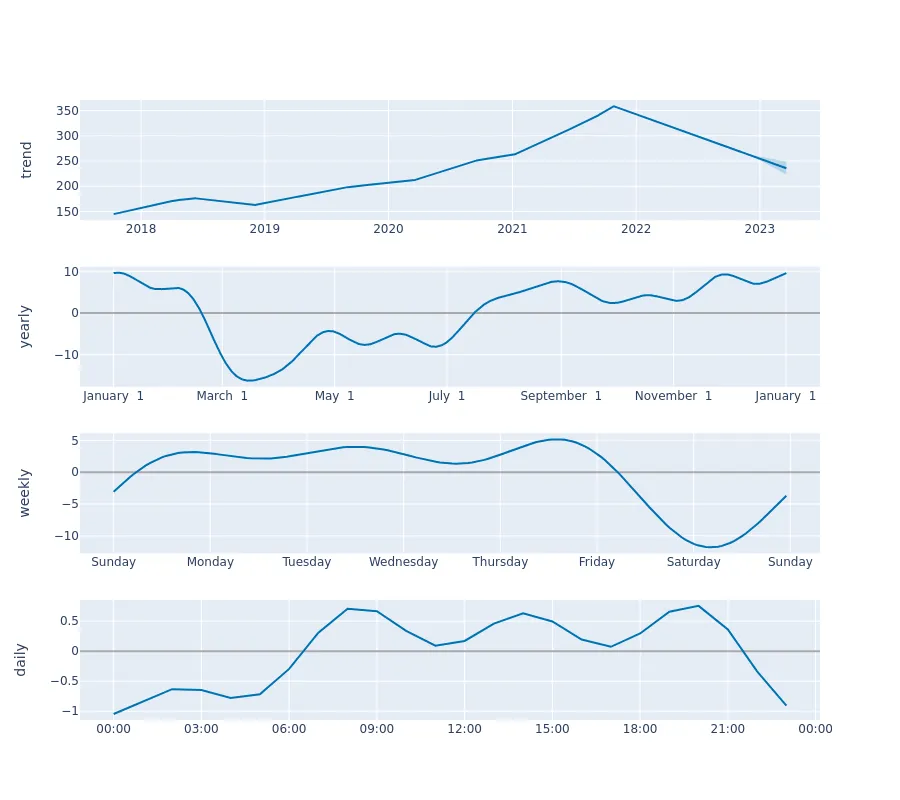 trend
350
300
250
200
150
2018 2019 2020 2021 2022 2023
yearly
10
0
−10
January 1 March 1 May 1 July 1 September 1 November 1 January 1
weekly
5
0
−5
−10
Sunday Monday Tuesday Wednesday Thursday Friday Saturday Sunday
daily
0.5
0
−0.5
−1
00:00 03:00 06:00 09:00 12:00 15:00 18:00 21:00 00:00